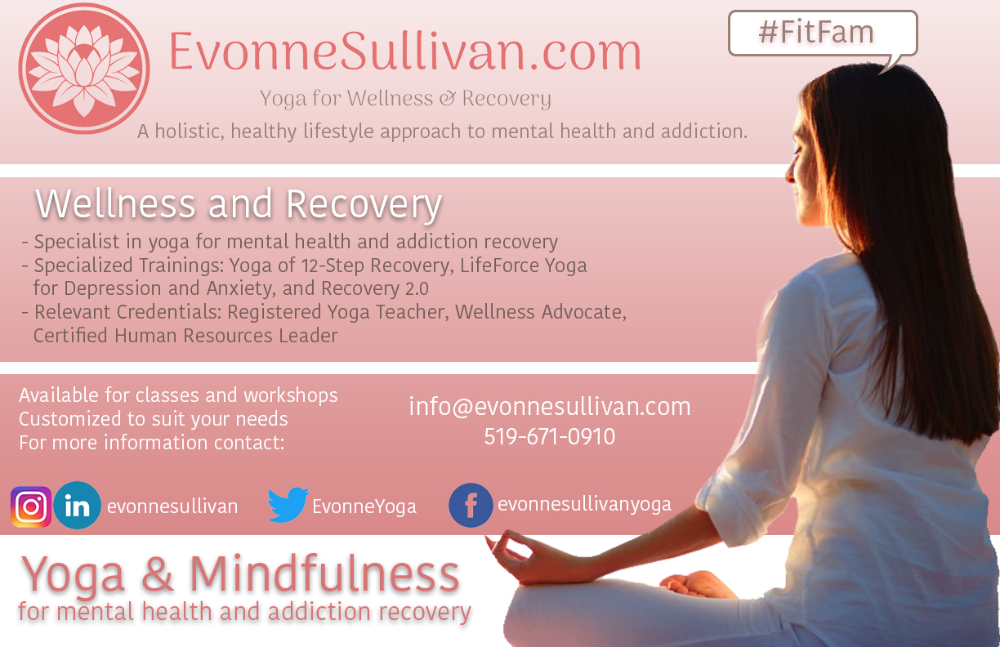 EvonneSullivan.com
#FitFam
Yoga for Wellness & Recovery
A holistic, healthy lifestyle approach to mental health and addiction.
Wellness and Recovery
- Specialist in yoga for mental health and addiction recovery
- Specialized Trainings: Yoga of 12-Step Recovery, LifeForce Yoga
for Depression and Anxiety, and Recovery 2.0
- Relevant Credentials: Registered Yoga Teacher, Wellness Advocate,
Certified Human Resources Leader
Available for classes and workshops
Customized to suit your needs
For more information contact:
info@evonnesullivan.com
519-671-0910
in evonnesullivan
EvonneYoga
f evonnesullivanyoga
Yoga & Mindfulness
for mental health and addiction recovery